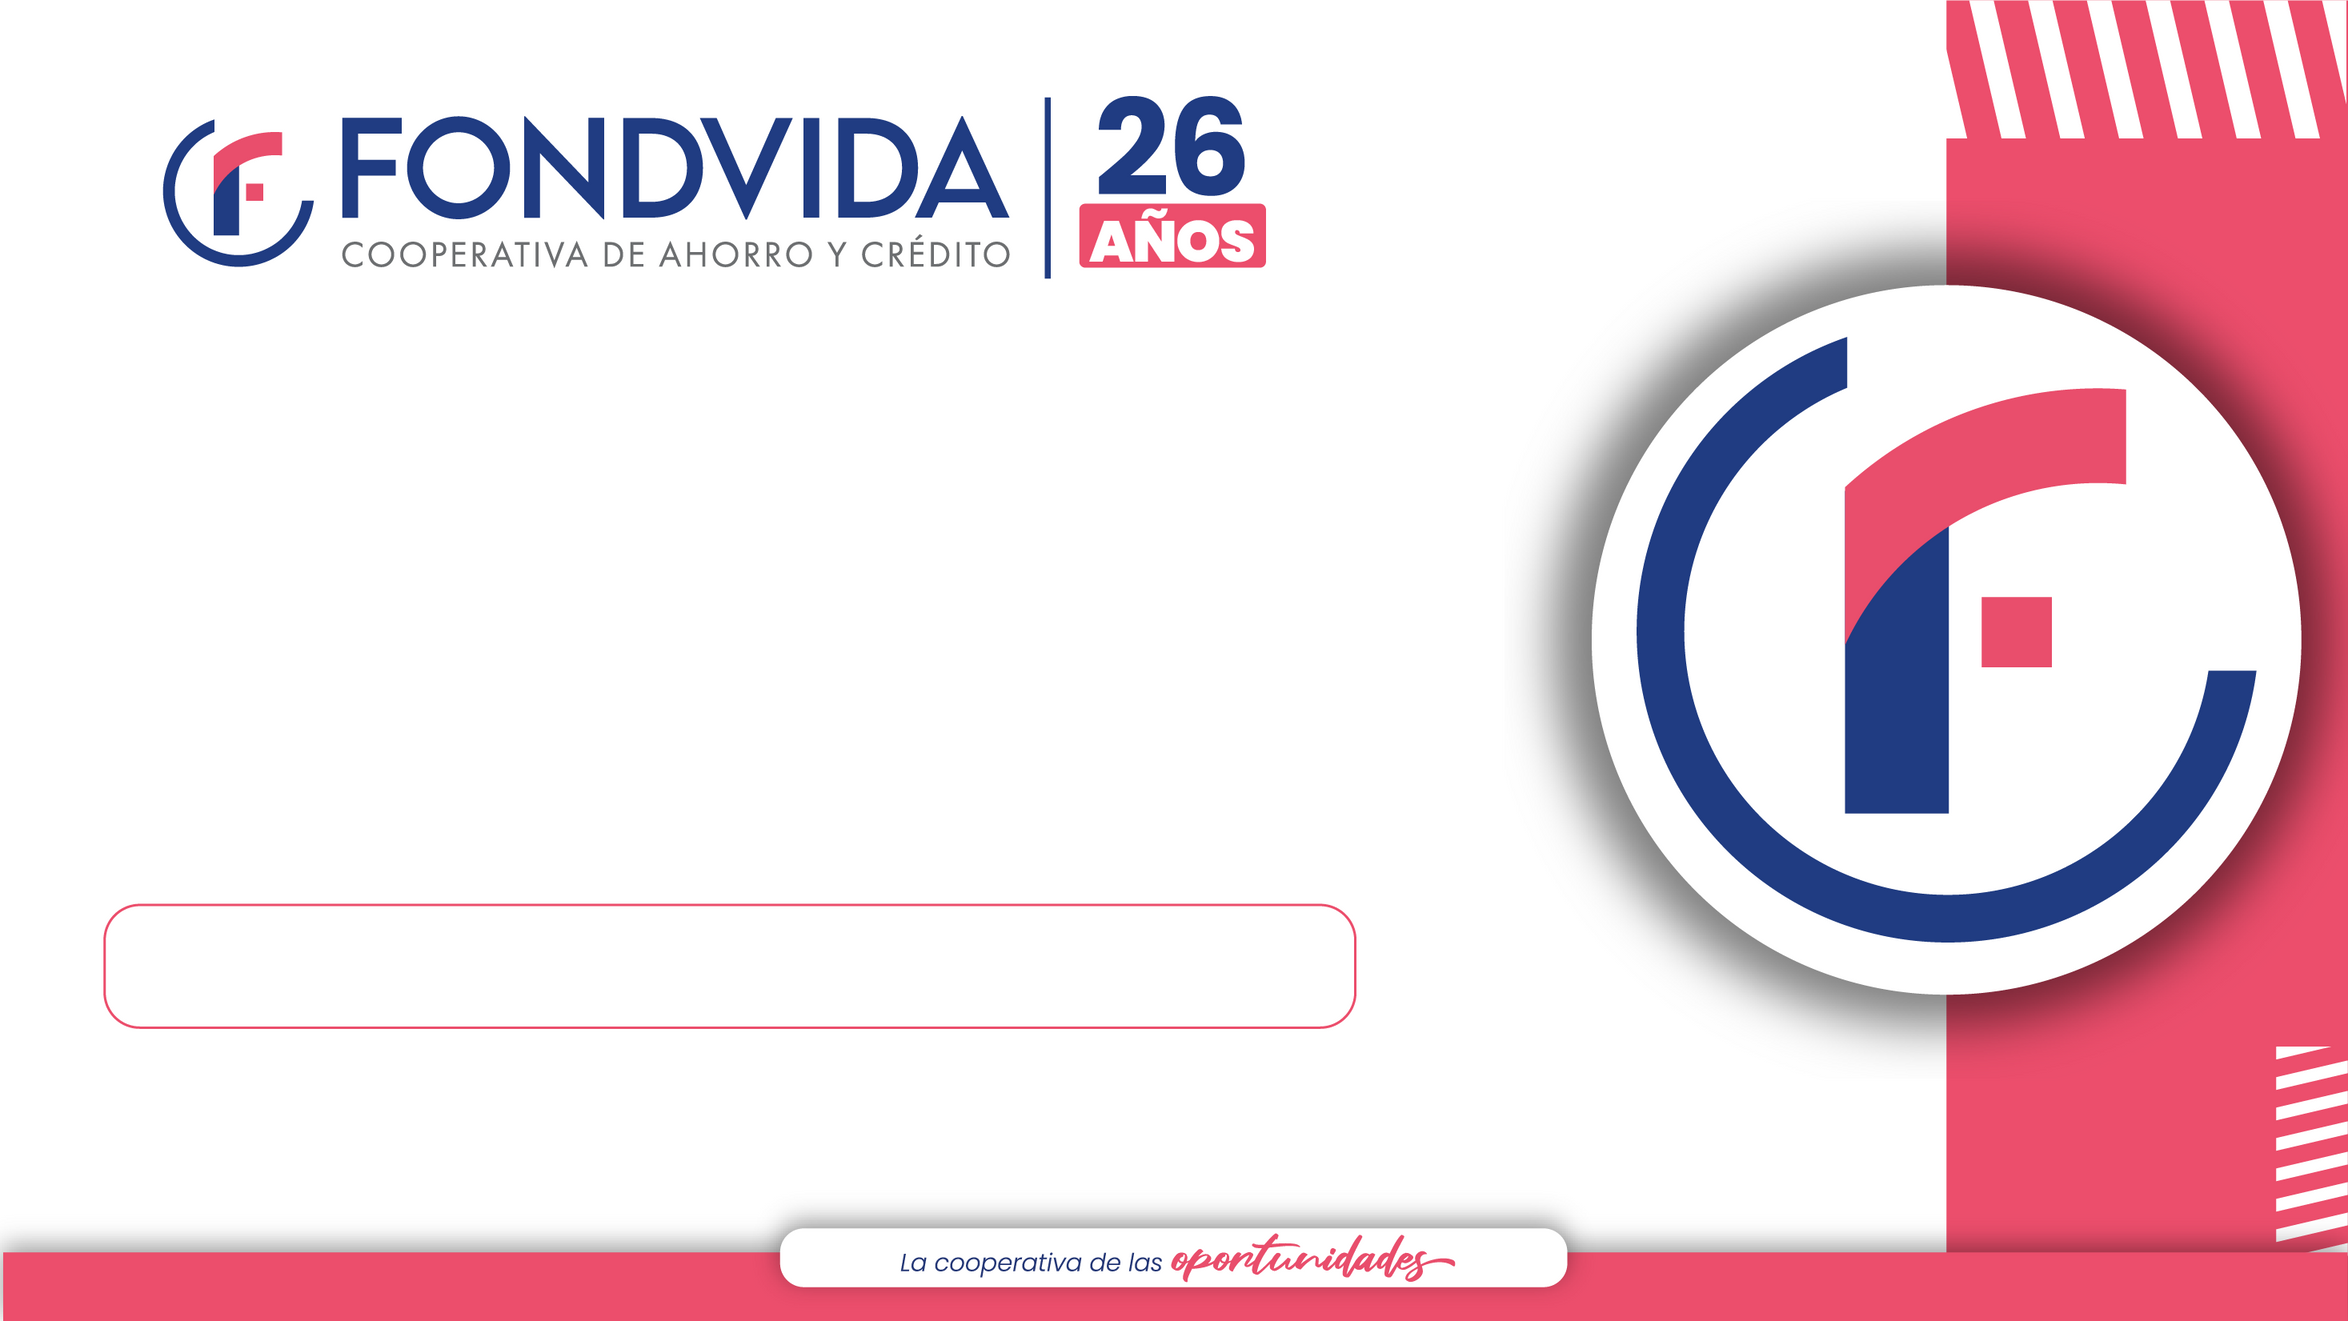 FONDVIDA
COOPERATIVA DE AHORRO Y CRÉDITO
26
AÑOS
La cooperativa de las oportunidades